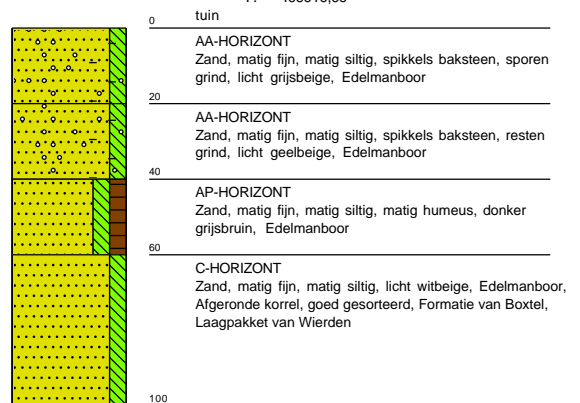 0
tuin
AA-HORIZONT
Zand, matig fijn, matig siltig, spikkels baksteen, sporen
grind, licht grijsbeige, Edelmanboor
20
AA-HORIZONT
Zand, matig fijn, matig siltig, spikkels baksteen, resten
grind, licht geelbeige, Edelmanboor
40
AP-HORIZONT
Zand, matig fijn, matig siltig, matig humeus, donker
grijsbruin, Edelmanboor
60
C-HORIZONT
Zand, matig fijn, matig siltig, licht witbeige, Edelmanboor,
Afgeronde korrel, goed gesorteerd, Formatie van Boxtel,
Laagpakket van Wierden
100